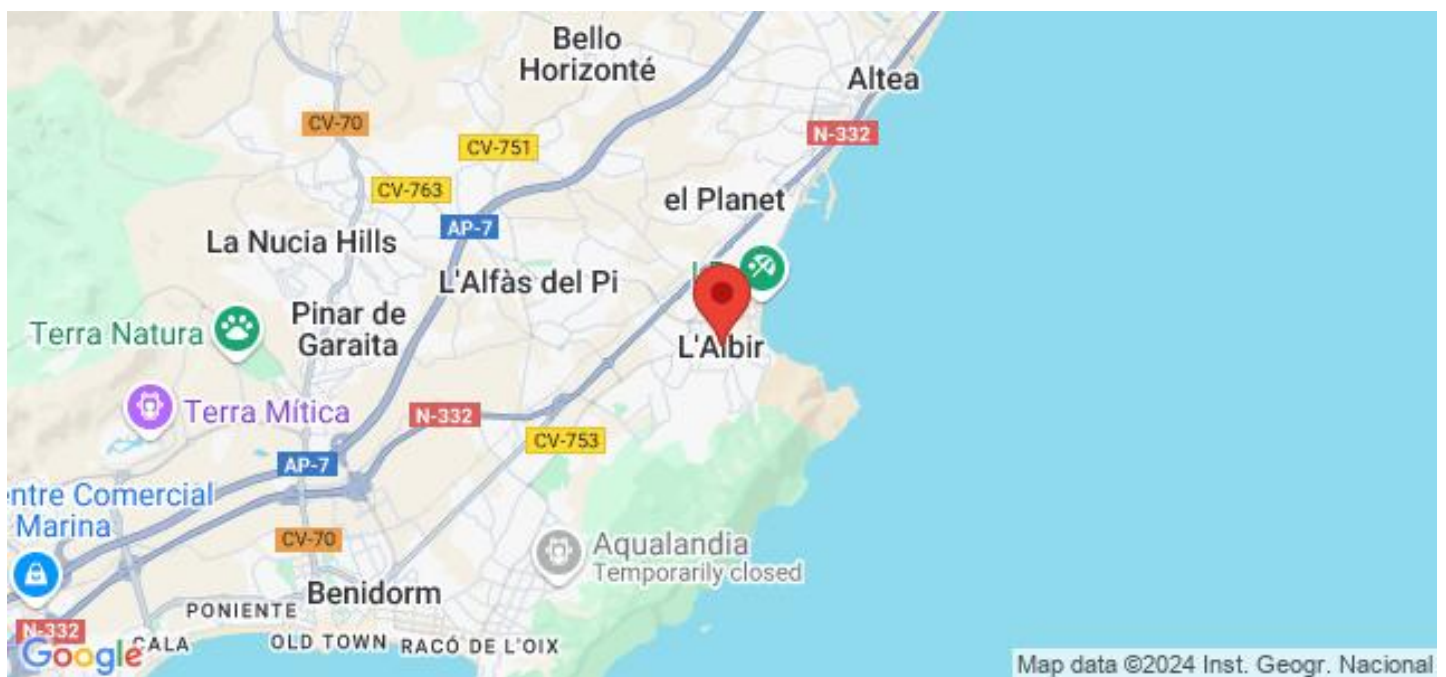 Bello
Horizonté
Altea
CV-70
N-332
CV-751
CV-763
el Planet
AP-7
La Nucia Hills
L'Alfàs del Pi
Pinar de
Garaita
Terra Natura
L'Albir
Terra Mítica
N-332
CV-753
AP-7
entre Comercial
Marina
CV-70
Aqualandia
Temporarily closed
Benidorm
PONIENTE
N-332
CALA
OLD TOWN
RACÓ DE L'OIX
Google
Map data ©2024 Inst. Geogr. Nacional